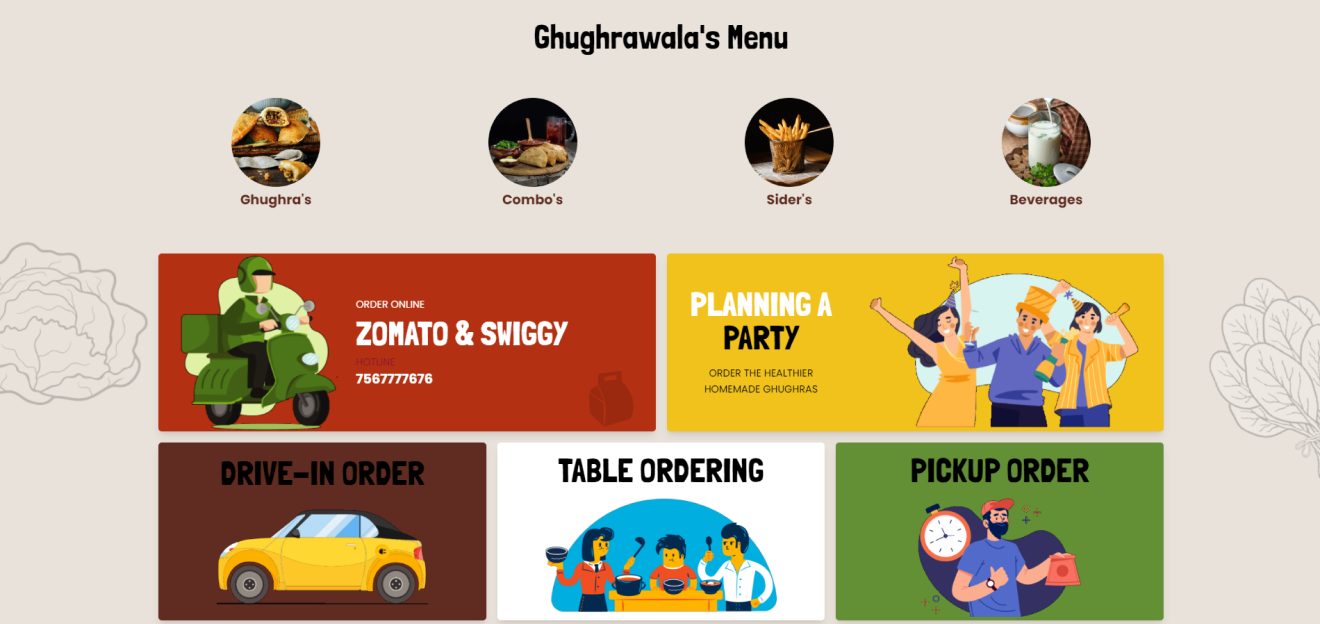 Ghughrawala's Menu
Ghughra's
Combo's
Sider's
Beverages
ORDER ONLINE
ZOMATO & SWIGGY
HOTLINE
7567777676
PLANNING A
PARTY
ORDER THE HEALTHIER
HOMEMADE GHUGHRAS
DRIVE-IN ORDER
TABLE ORDERING
PICKUP ORDER